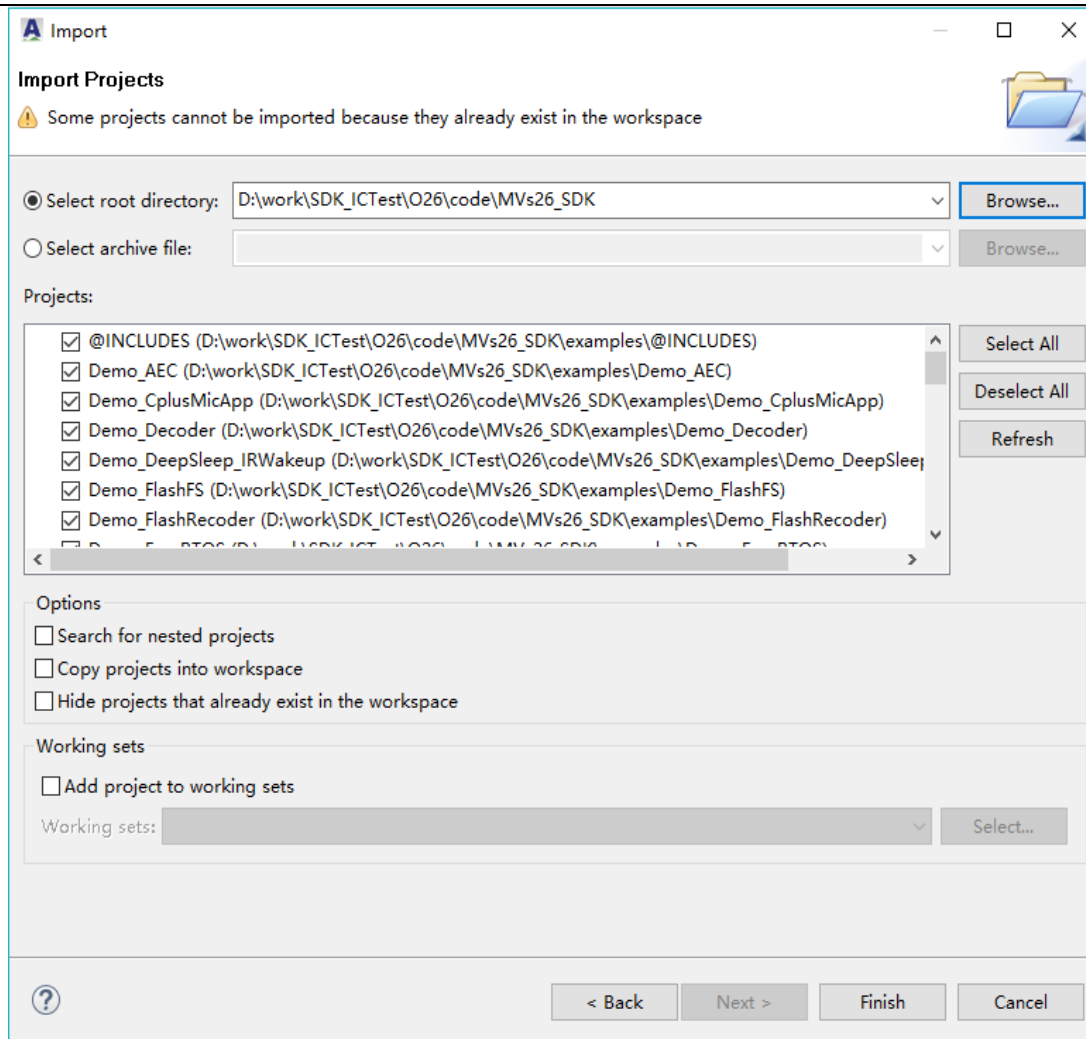 Import
Import Projects
Some projects cannot be imported because they already exist in the workspace
Select root directory: D:\work\SDK_ICTest\O26\code\MVs26_SDK Browse...
Select archive file: Browse...
Projects:
@INCLUDES (D:\work\SDK_ICTest\O26\code\MVs26_SDK\examples\@INCLUDES)
Select All
Demo_AEC (D:\work\SDK_ICTest\O26\code\MVs26_SDK\examples\Demo_AEC)
Deselect All
Demo_CplusMicApp (D:\work\SDK_ICTest\O26\code\MVs26_SDK\examples\Demo_CplusMicApp)
Demo_Decoder (D:\work\SDK_ICTest\O26\code\MVs26_SDK\examples\Demo_Decoder)
Refresh
Demo_DeepSleep_IRWakeup (D:\work\SDK_ICTest\O26\code\MVs26_SDK\examples\Demo_DeepSleep
Demo_FlashFS (D:\work\SDK_ICTest\O26\code\MVs26_SDK\examples\Demo_FlashFS)
Demo_FlashRecoder (D:\work\SDK_ICTest\O26\code\MVs26_SDK\examples\Demo_FlashRecoder)
Options
Search for nested projects
Copy projects into workspace
Hide projects that already exist in the workspace
Working sets
Add project to working sets
Working sets: Select...
< Back Next > Finish Cancel